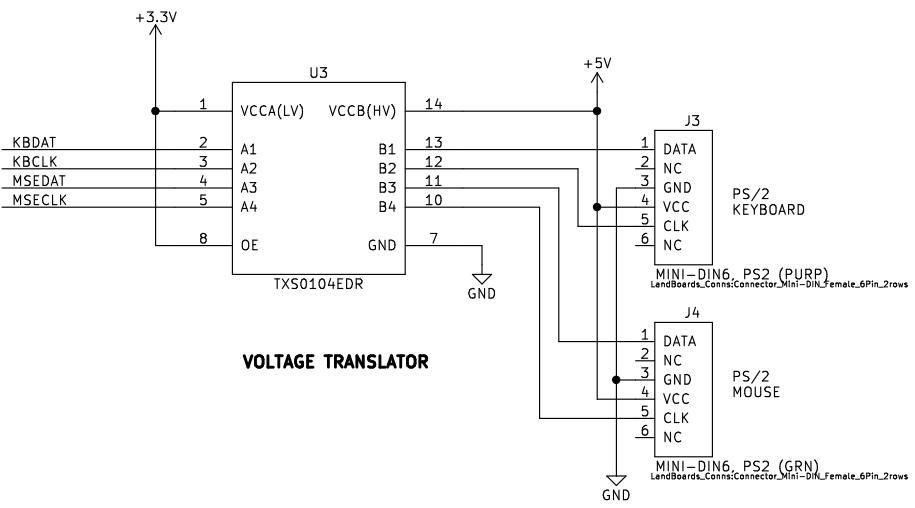 +3.3V
U3
+5V
1 VCCA(LV) VCCB(HV) 14
J3
KBDAT 2 A1 B1 13 1 DATA
KBCLK 3 A2 B2 12 2 NC
MSEDAT 4 A3 B3 11 3 GND
MSECLK 5 A4 B4 10 4 VCC
PS/2
KEYBOARD
5 CLK
8 OE GND 7 6 NC
TXS0104EDR
GND
MINI-DIN6, PS2 (PURP)
LandBoards_Conns:Connector_Mini-DIN_Female_6Pin_2rows
J4
VOLTAGE TRANSLATOR
1 DATA
2 NC
3 GND
4 VCC
PS/2
MOUSE
5 CLK
6 NC
MINI-DIN6, PS2 (GRN)
LandBoards_Conns:Connector_Mini-DIN_Female_6Pin_2rows
GND